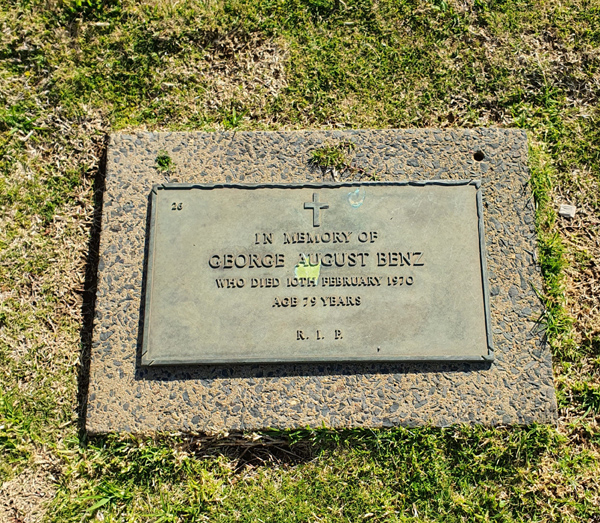 26
IN MEMORY OF
GEORGE AUGUST BENZ
WHO DIED 10TH FEBRUARY 1970
AGE 79 YEARS
R. I. P.